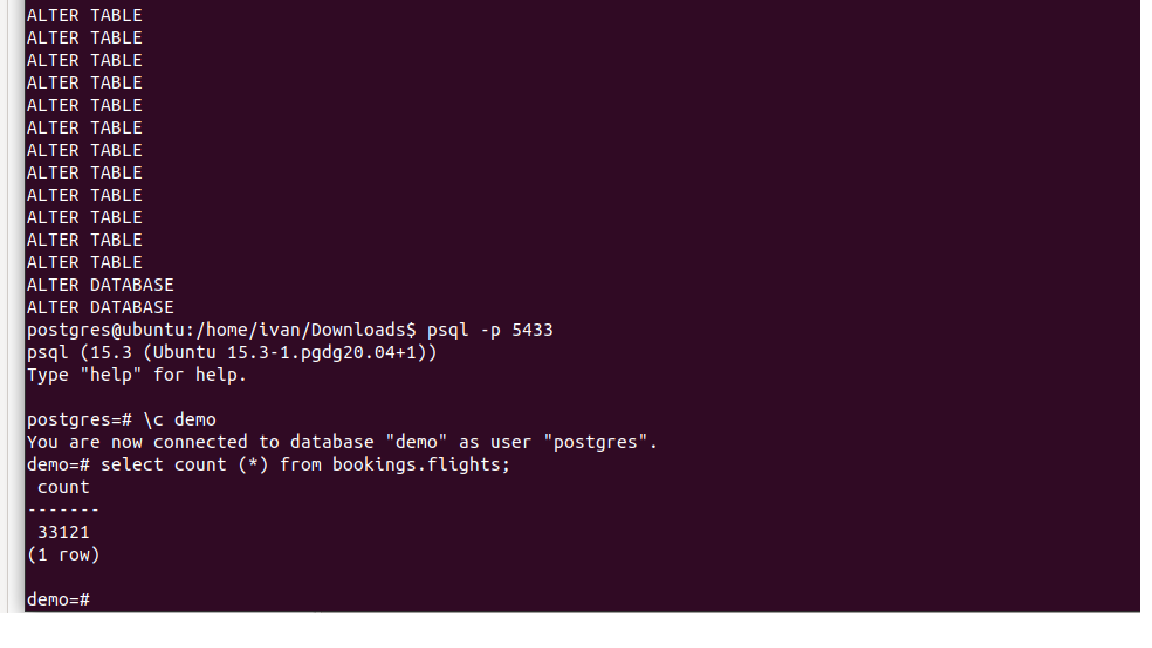 ALTER TABLE
ALTER TABLE
ALTER TABLE
ALTER TABLE
ALTER TABLE
ALTER TABLE
ALTER TABLE
ALTER TABLE
ALTER TABLE
ALTER TABLE
ALTER TABLE
ALTER TABLE
ALTER DATABASE
ALTER DATABASE
postgres@ubuntu:/home/ivan/Downloads$ psql -p 5433
psql (15.3 (Ubuntu 15.3-1.pgdg20.04+1))
Type "help" for help.

postgres=# \c demo
You are now connected to database "demo" as user "postgres".
demo=# select count (*) from bookings.flights;
 count
-------
 33121
(1 row)

demo=#